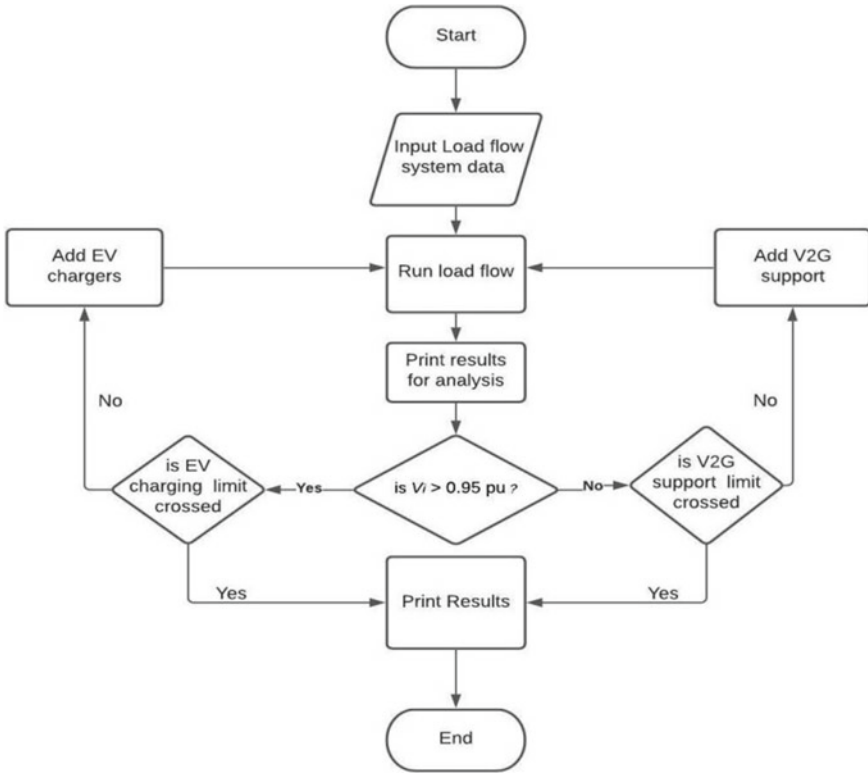 Start
Input Load flow
system data
Add EV
chargers
Run load flow
Add V2G
support
Print results
for analysis
No
No
is EV
charging limit
crossed
Yes
is Vi > 0.95 pu ?
No
is V2G
support limit
crossed
Yes
Print Results
Yes
End